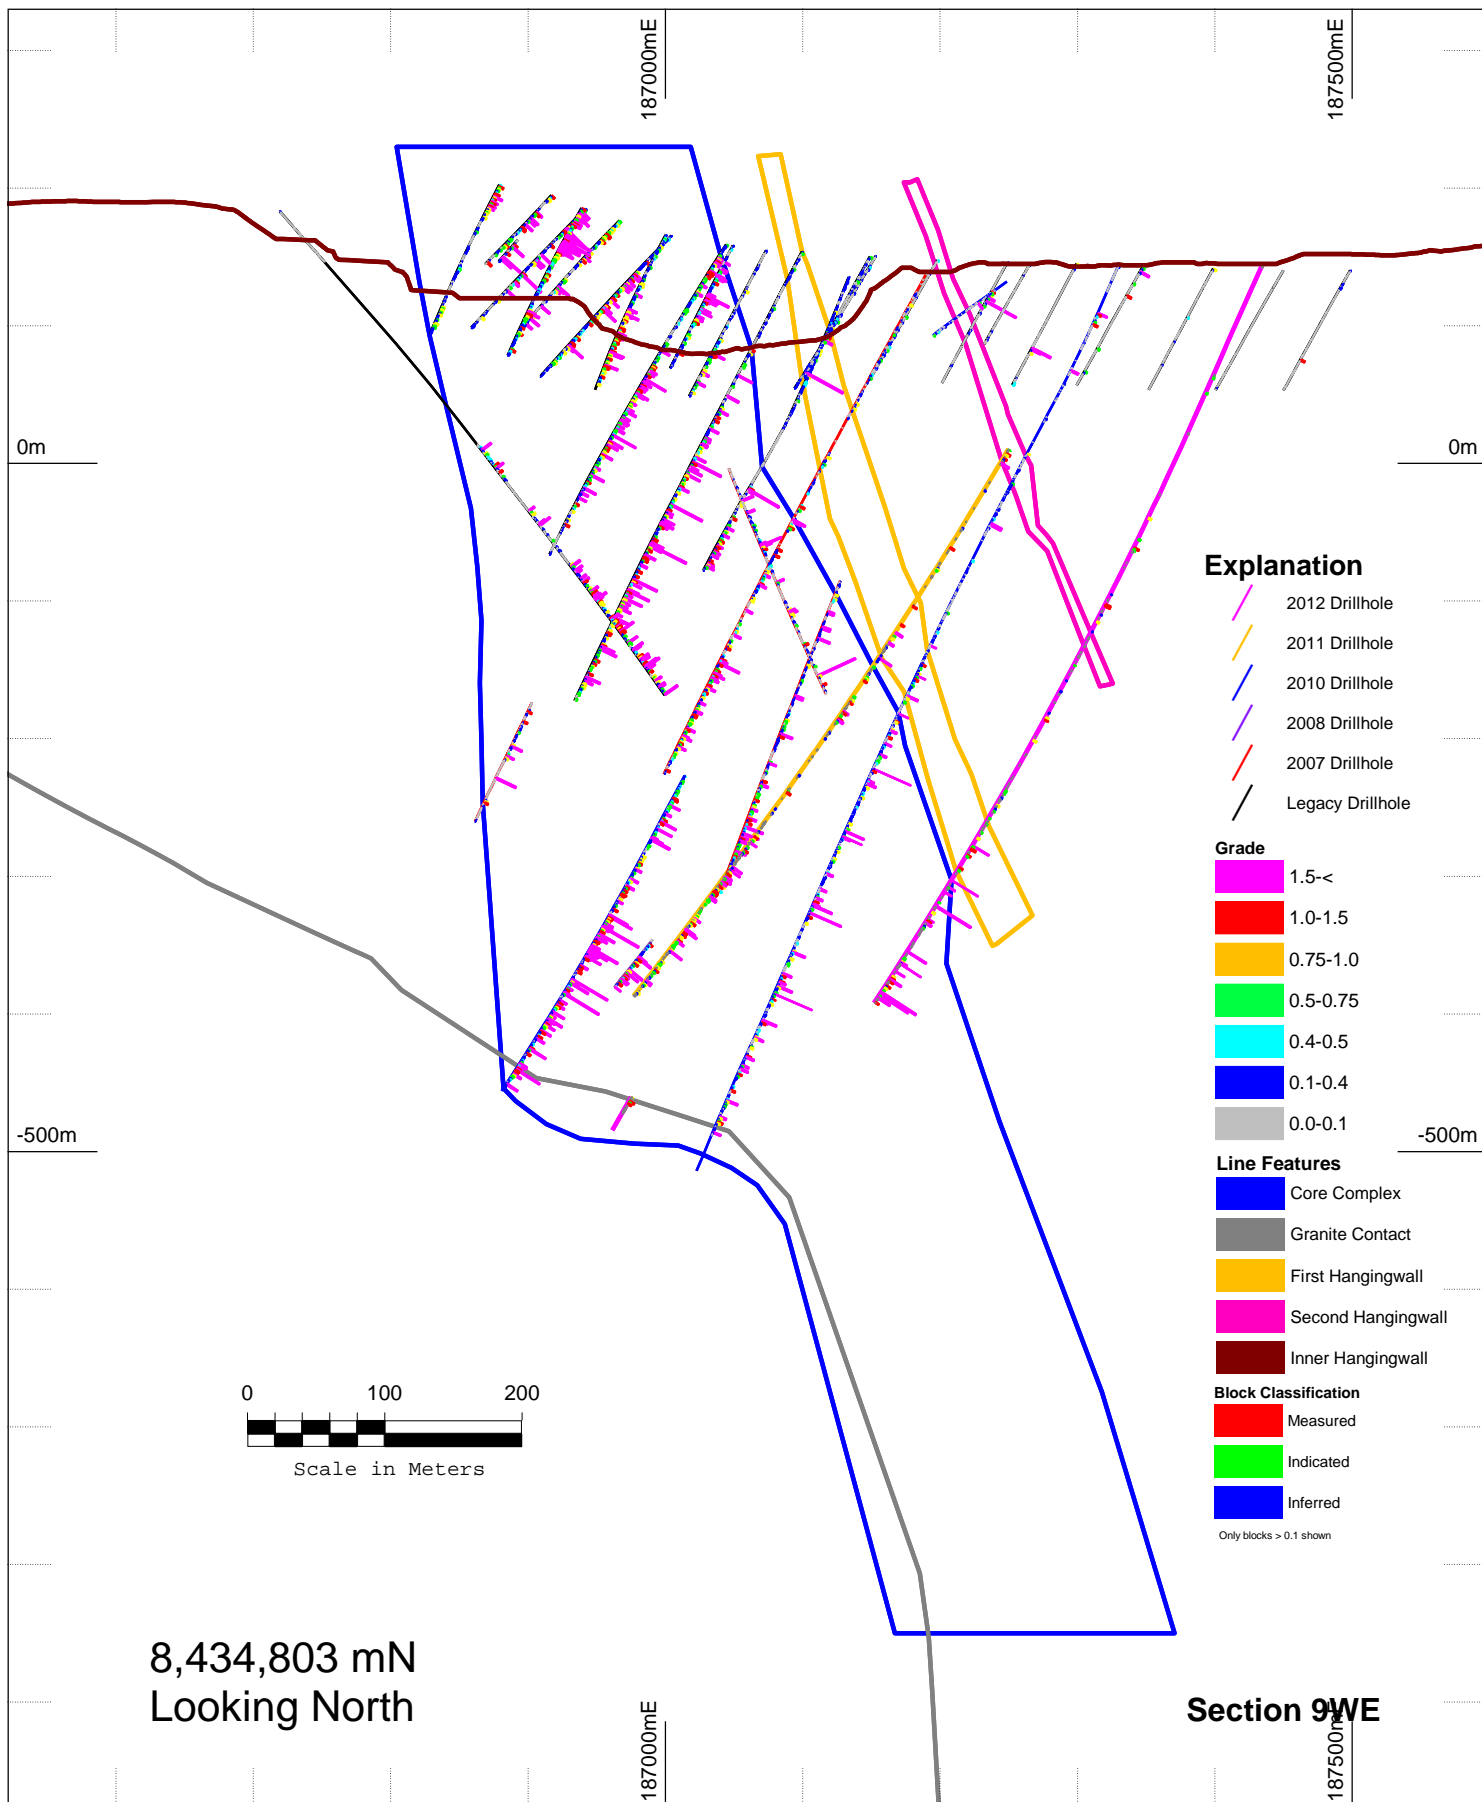 187000mE
187500mE
0m
0m
Explanation
2012 Drillhole
2011 Drillhole
2010 Drillhole
2008 Drillhole
2007 Drillhole
Legacy Drillhole
Grade
1.5-<
1.0-1.5
0.75-1.0
0.5-0.75
0.4-0.5
0.1-0.4
0.0-0.1
-500m
-500m
Line Features
Core Complex
Granite Contact
First Hangingwall
Second Hangingwall
Inner Hangingwall
Block Classification
Measured
Indicated
Inferred
Only blocks > 0.1 shown
0 100 200
Scale in Meters
8,434,803 mN
Looking North
Section 9WE
187000mE
187500mE